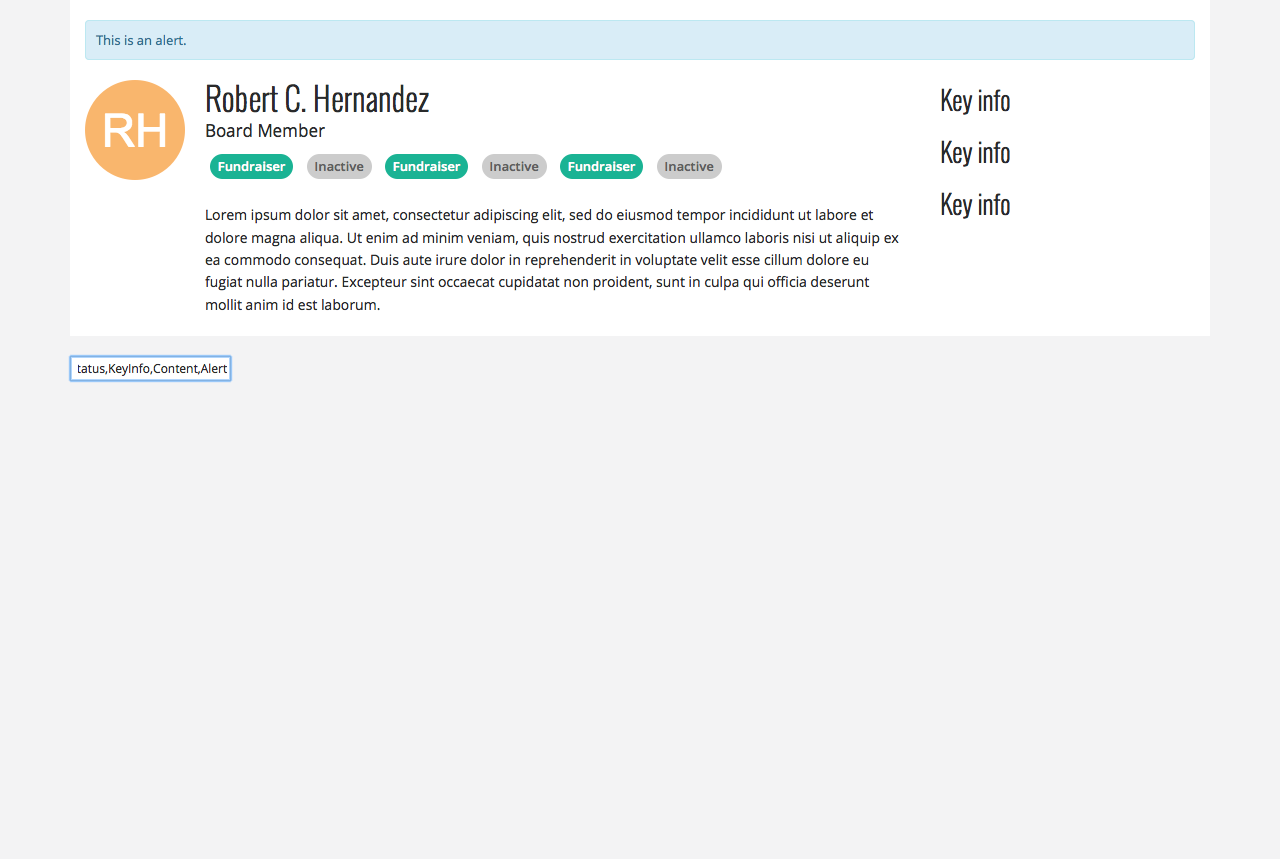 This is an alert.
RH
Robert C. Hernandez
Board Member
Fundraiser Inactive Fundraiser Inactive Fundraiser Inactive
Lorem ipsum dolor sit amet, consectetur adipiscing elit, sed do eiusmod tempor incididunt ut labore et
dolore magna aliqua. Ut enim ad minim veniam, quis nostrud exercitation ullamco laboris nisi ut aliquip ex
ea commodo consequat. Duis aute irure dolor in reprehenderit in voluptate velit esse cillum dolore eu
fugiat nulla pariatur. Excepteur sint occaecat cupidatat non proident, sunt in culpa qui officia deserunt
mollit anim id est laborum.
Key info
Key info
Key info
tatus,KeyInfo,Content,Alert